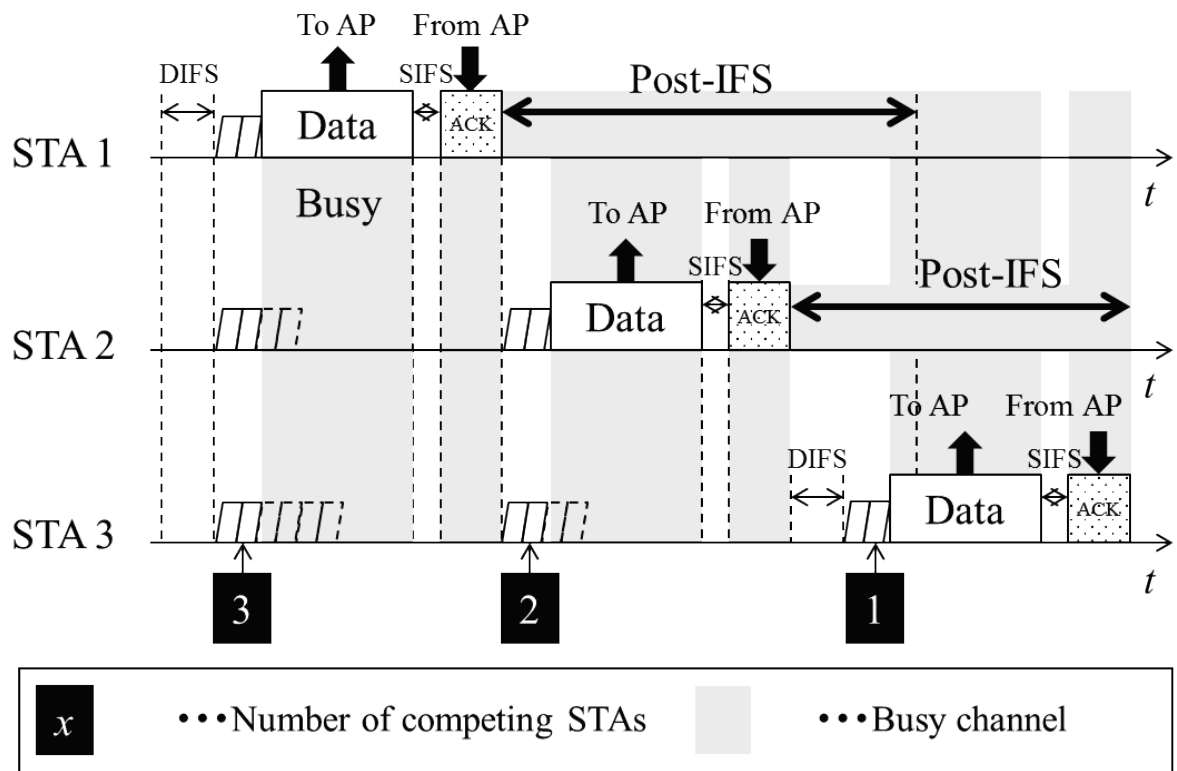 To AP From AP
DIFS SIFS Post-IFS
Data ACK
STA 1
t
Busy
To AP From AP
SIFS Post-IFS
Data ACK
STA 2
t
To AP From AP
DIFS SIFS
Data ACK
STA 3
t
3 2 1
x •••Number of competing STAs •••Busy channel